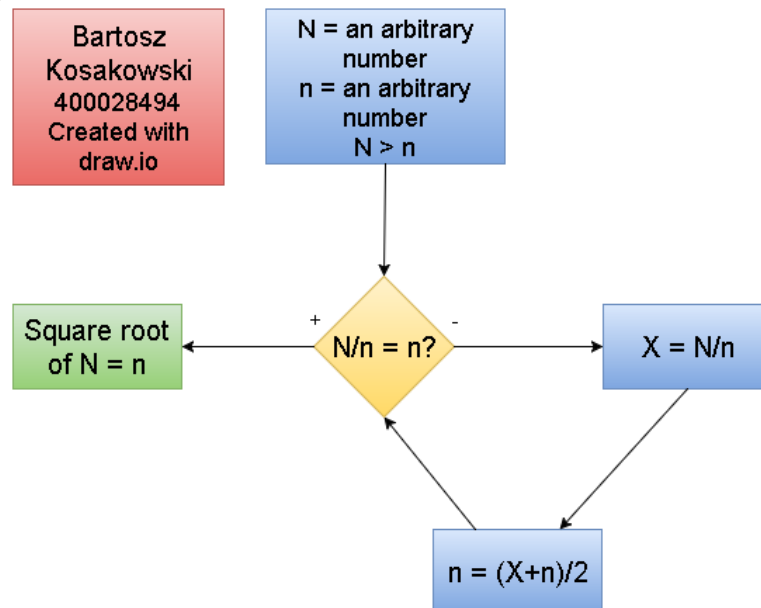 Bartosz
Kosakowski
400028494
Created with
draw.io
N = an arbitrary
number
n = an arbitrary
number
N > n
+
N/n = n?
-
Square root
of N = n
X = N/n
n = (X+n)/2